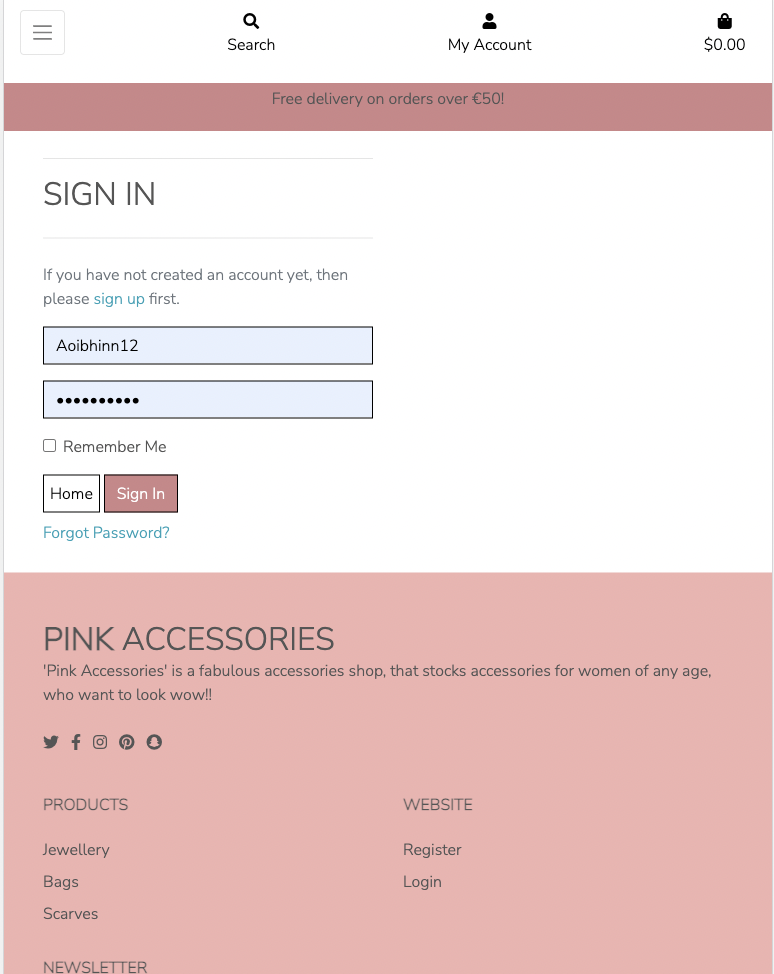 Search
My Account
$0.00
Free delivery on orders over €50!
SIGN IN
If you have not created an account yet, then
please sign up first.
Aoibhinn12
••••••••••
Remember Me
Home
Sign In
Forgot Password?
PINK ACCESSORIES
'Pink Accessories' is a fabulous accessories shop, that stocks accessories for women of any age,
who want to look wow!!
PRODUCTS
WEBSITE
Jewellery
Register
Bags
Login
Scarves
NEWSLETTER